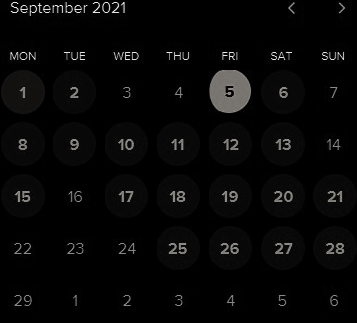 September 2021
MON TUE WED THU FRI SAT SUN
1 2 3 4 5 6 7
8 9 10 11 12 13 14
15 16 17 18 19 20 21
22 23 24 25 26 27 28
29 1 2 3 4 5 6